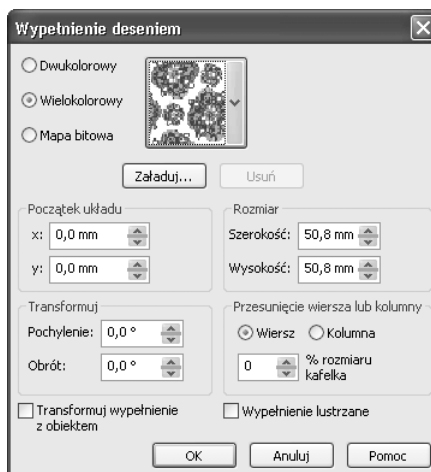 Wypełnienie deseniem
Dwukolorowy
Wielokolorowy
Mapa bitowa
Załaduj...
Usuń
Początek układu
x: 0,0 mm
y: 0,0 mm
Rozmiar
Szerokość: 50,8 mm
Wysokość: 50,8 mm
Transformuj
Pochylenie: 0,0 °
Obrót: 0,0 °
Przesunięcie wiersza lub kolumny
Wiersz
Kolumna
0
% rozmiaru
kafelka
Transformuj wypełnienie
z obiektem
Wypełnienie lustrzane
OK
Anuluj
Pomoc